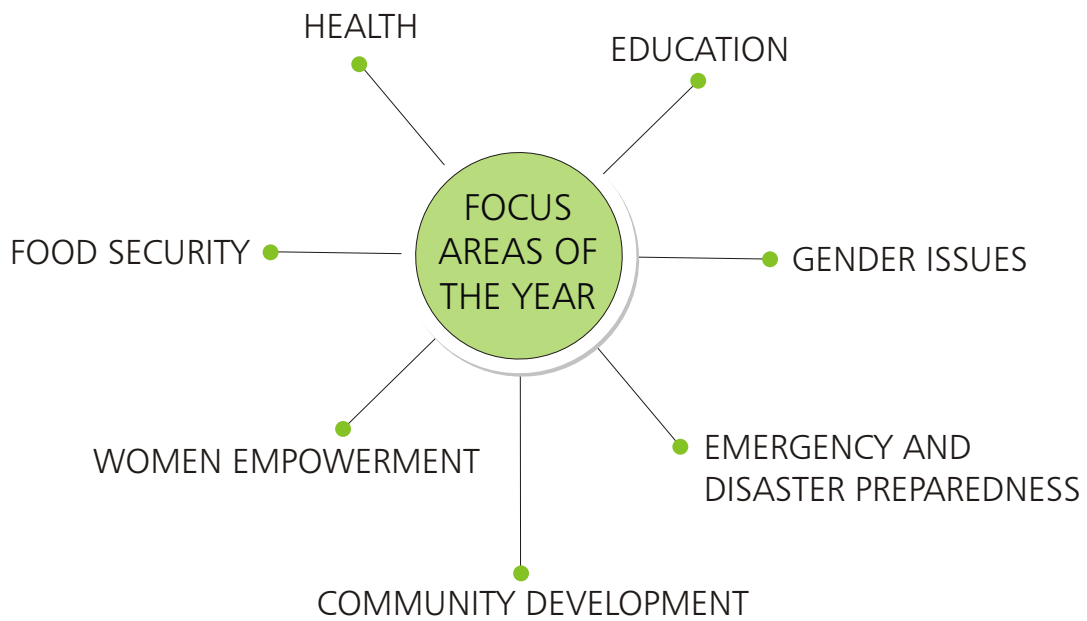 HEALTH
EDUCATION
FOCUS
AREAS OF
THE YEAR
FOOD SECURITY
GENDER ISSUES
WOMEN EMPOWERMENT
EMERGENCY AND
DISASTER PREPAREDNESS
COMMUNITY DEVELOPMENT